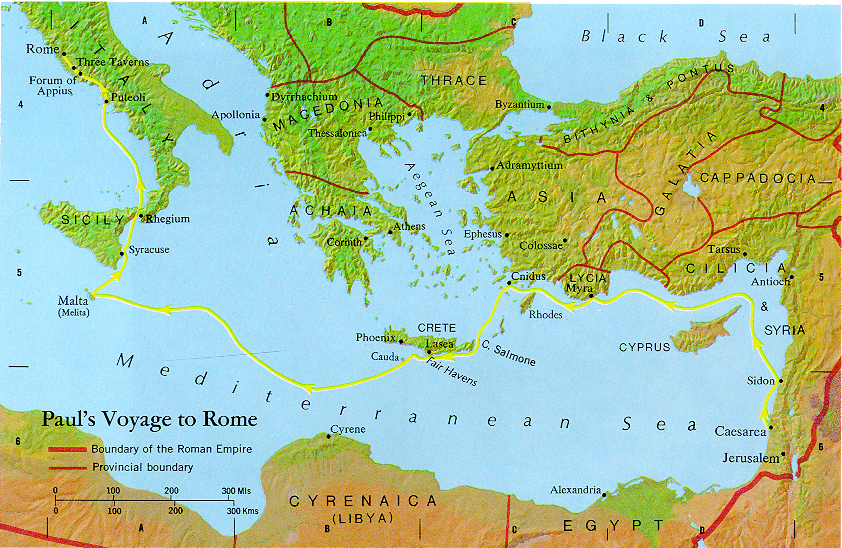 A
B
C
D
Black Sea
Rome
Three Taverns
Forum of
Appius
Puteoli
ITALY
Adria
4
THRACE
Dyrrhachium
Apollonia
MACEDONIA
Philippi
Thessalonica
Byzantium
BITHYNIA & PONTUS
4
Adramyttium
Aegean Sea
ASIA
GALATIA
CAPPADOCIA
SICILY
Rhegium
Syracuse
ACHAIA
Athens
Corinth
Ephesus
Colossae
Tarsus
CILICIA
Antioch
&
SYRIA
5
5
Malta
(Melita)
Cnidus
LYCIA
Myra
Rhodes
CYPRUS
CRETE
Phoenix
Lasea
Cauda
Fair Havens
C. Salmone
Sidon
Caesarea
Jerusalem
Mediterranean Sea
Paul's Voyage to Rome
6
Boundary of the Roman Empire
Provincial boundary
0 100 200 300 Mls
0 100 200 300 Kms
Cyrene
CYRENAICA
(LIBYA)
Alexandria
EGYPT
6
A
B
C
D